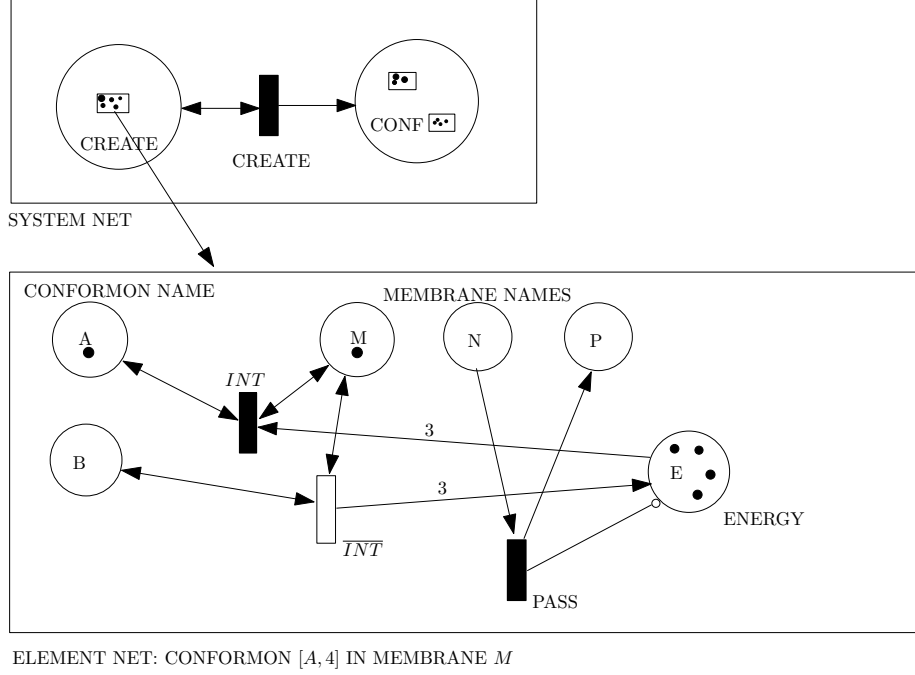 CREATE
CONF
CREATE
SYSTEM NET
CONFORMON NAME
MEMBRANE NAMES
A
M
N
P
INT
3
B
E
3
ENERGY
\overline{INT}
PASS
ELEMENT NET: CONFORMON [A, 4] IN MEMBRANE M